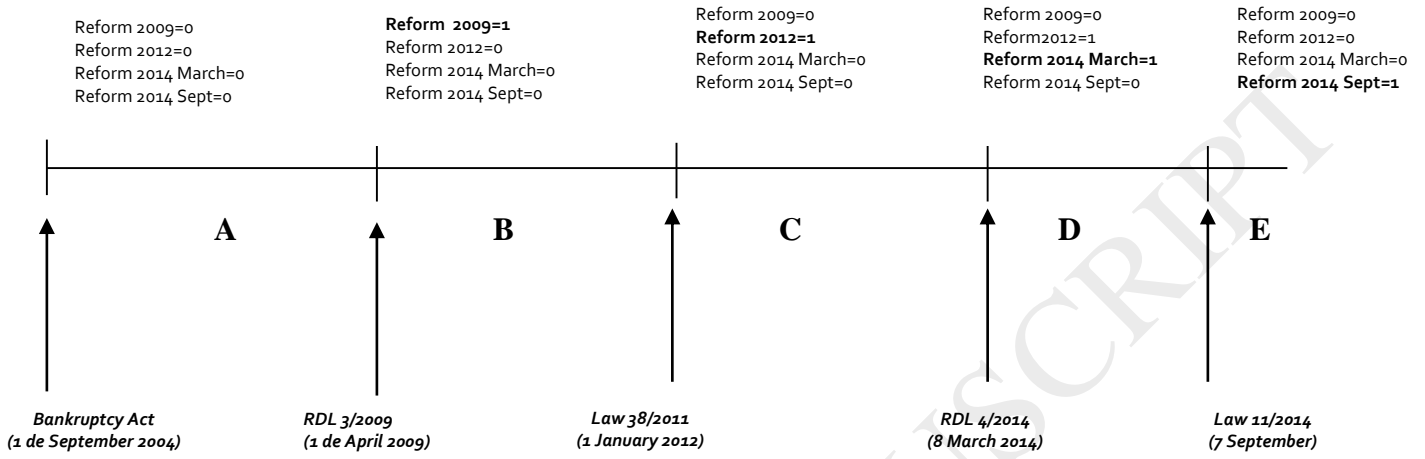 Reform 2009=0
Reform 2012=0
Reform 2014 March=0
Reform 2014 Sept=0
Reform 2009=1
Reform 2012=0
Reform 2014 March=0
Reform 2014 Sept=0
Reform 2009=0
Reform 2012=1
Reform 2014 March=0
Reform 2014 Sept=0
Reform 2009=0
Reform2012=1
Reform 2014 March=1
Reform 2014 Sept=0
Reform 2009=0
Reform 2012=0
Reform 2014 March=0
Reform 2014 Sept=1
A
B
C
D
E
Bankruptcy Act
(1 de September 2004)
RDL 3/2009
(1 de April 2009)
Law 38/2011
(1 January 2012)
RDL 4/2014
(8 March 2014)
Law 11/2014
(7 September)
USCRIPT